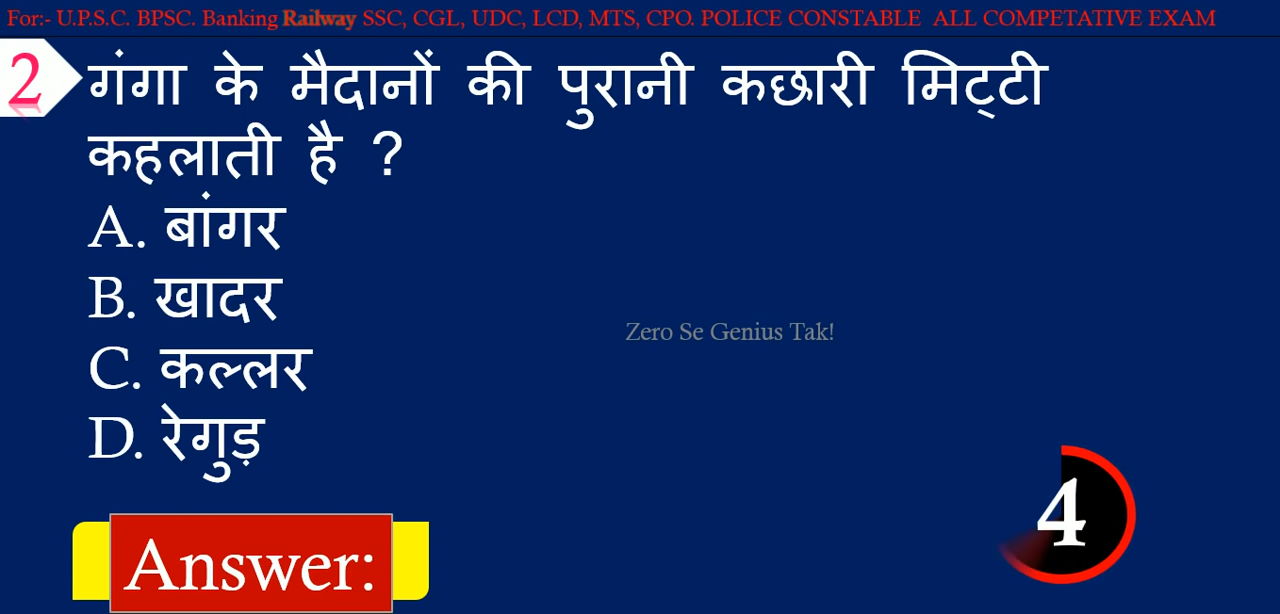 For:- U.P.S.C. BPSC. Banking Railway SSC, CGL, UDC, LCD, MTS, CPO. POLICE CONSTABLE ALL COMPETATIVE EXAM
2
गंगा के मैदानों की पुरानी कछारी मिट्टी
कहलाती है ?
A. बांगर
B. खादर
Zero Se Genius Tak!
C. कल्लर
D. रेगुड़
4
Answer: